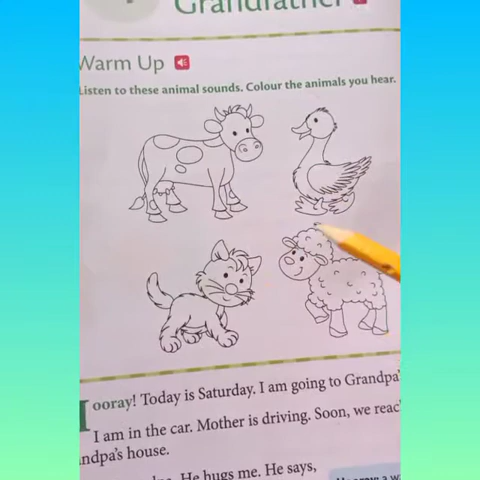 Grandfather
Warm Up
Listen to these animal sounds. Colour the animals you hear.
ooray! Today is Saturday. I am going to Grandpa'
I am in the car. Mother is driving. Soon, we reac
ndpa's house.
He hugs me. He says,